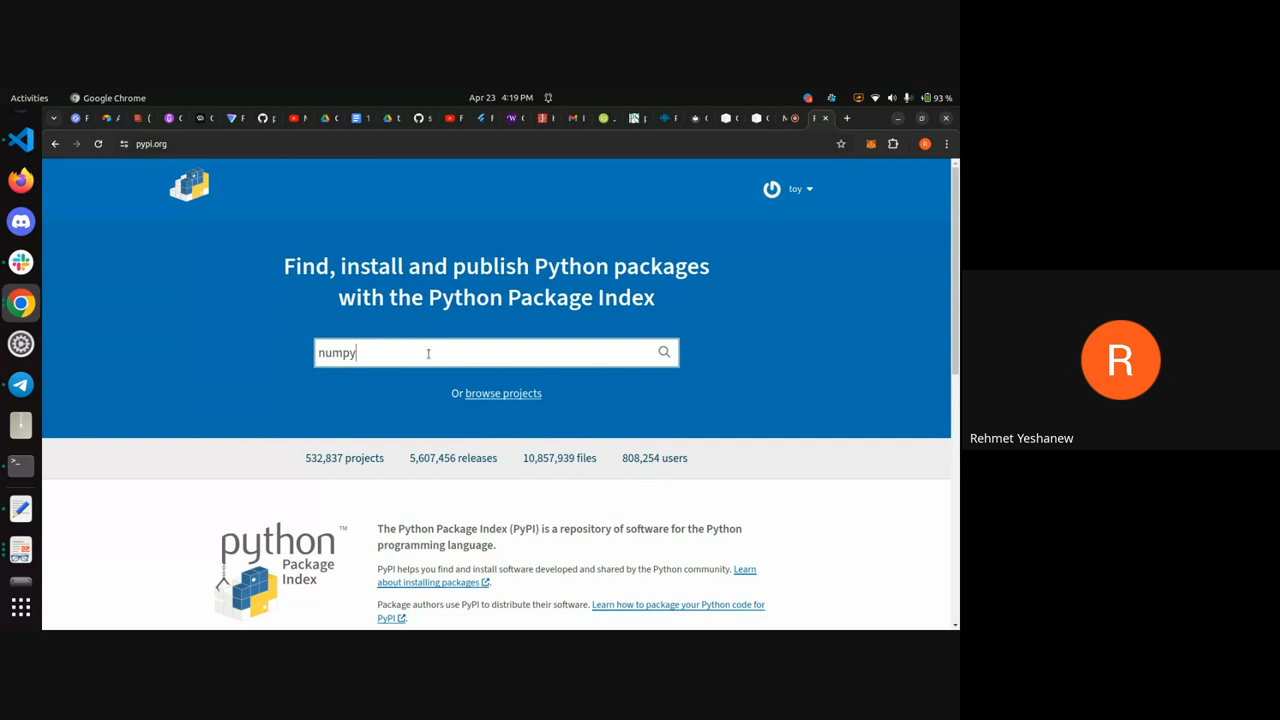 Activities
Google Chrome
Apr 23 4:19 PM
93 %
pypi.org
toy
Find, install and publish Python packages
with the Python Package Index
numpy
Or browse projects
532,837 projects
5,607,456 releases
10,857,939 files
808,254 users
python
TM
Package
Index
The Python Package Index (PyPI) is a repository of software for the Python
programming language.
PyPI helps you find and install software developed and shared by the Python community. Learn
about installing packages
.
Package authors use PyPI to distribute their software. Learn how to package your Python code for
PyPI
.
R
Rehmet Yeshanew